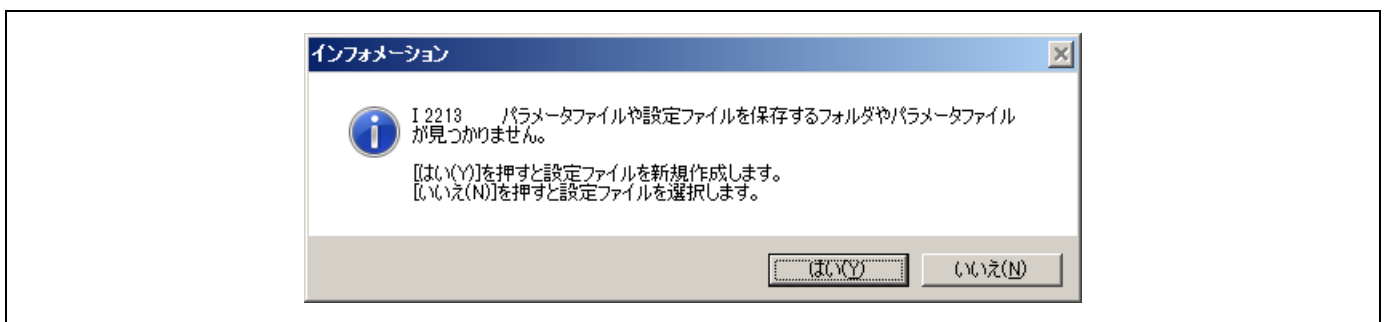 インフォメーション
I 2213 パラメータファイルや設定ファイルを保存するフォルダやパラメータファイル
が見つかりません。
[はい(Y)]を押すと設定ファイルを新規作成します。
[いいえ(N)]を押すと設定ファイルを選択します。
はい(Y) いいえ(N)